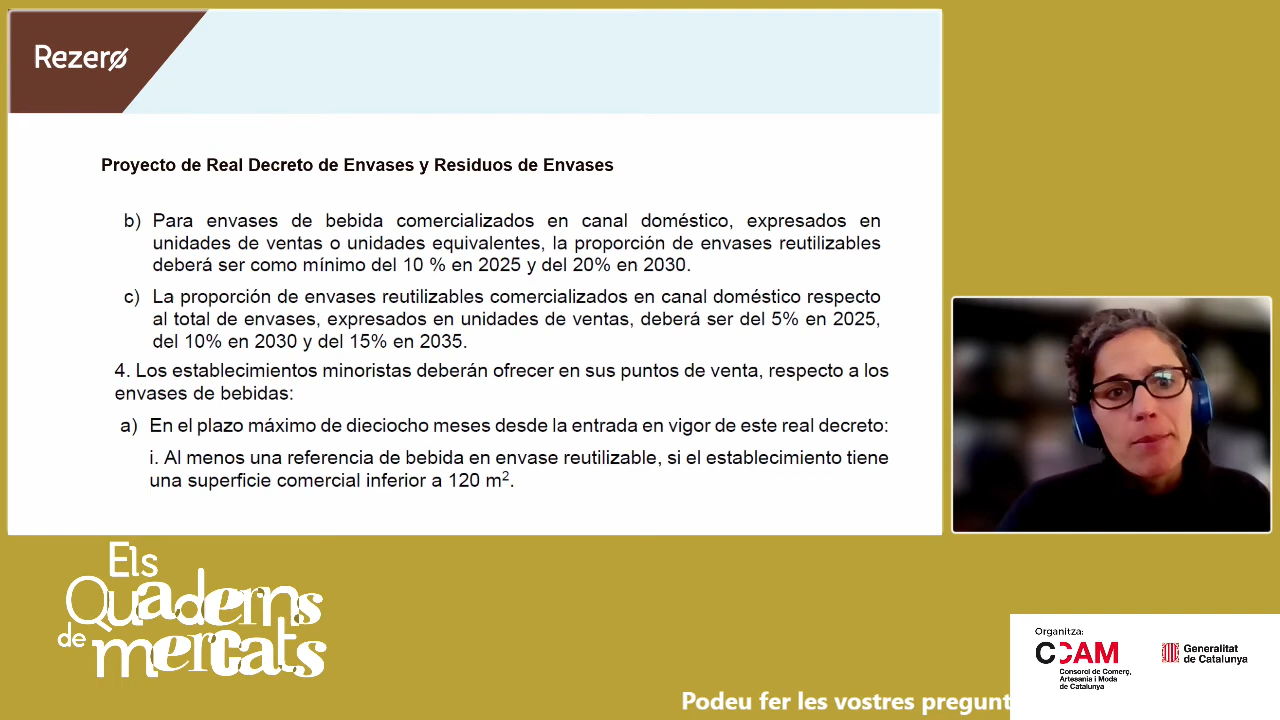 Rezero
Proyecto de Real Decreto de Envases y Residuos de Envases
b) Para envases de bebida comercializados en canal doméstico, expresados en
unidades de ventas o unidades equivalentes, la proporción de envases reutilizables
deberá ser como mínimo del 10 % en 2025 y del 20% en 2030.
c) La proporción de envases reutilizables comercializados en canal doméstico respecto
al total de envases, expresados en unidades de ventas, deberá ser del 5% en 2025,
del 10% en 2030 y del 15% en 2035.
4. Los establecimientos minoristas deberán ofrecer en sus puntos de venta, respecto a los
envases de bebidas:
a) En el plazo máximo de dieciocho meses desde la entrada en vigor de este real decreto:
i. Al menos una referencia de bebida en envase reutilizable, si el establecimiento tiene
una superficie comercial inferior a 120 m².
Els
Quaderns
de mercats
Organitza:
CCAM
Consorci de Comerç,
Artesania i Moda
de Catalunya
Generalitat
de Catalunya
Podeu fer les vostres pregunt